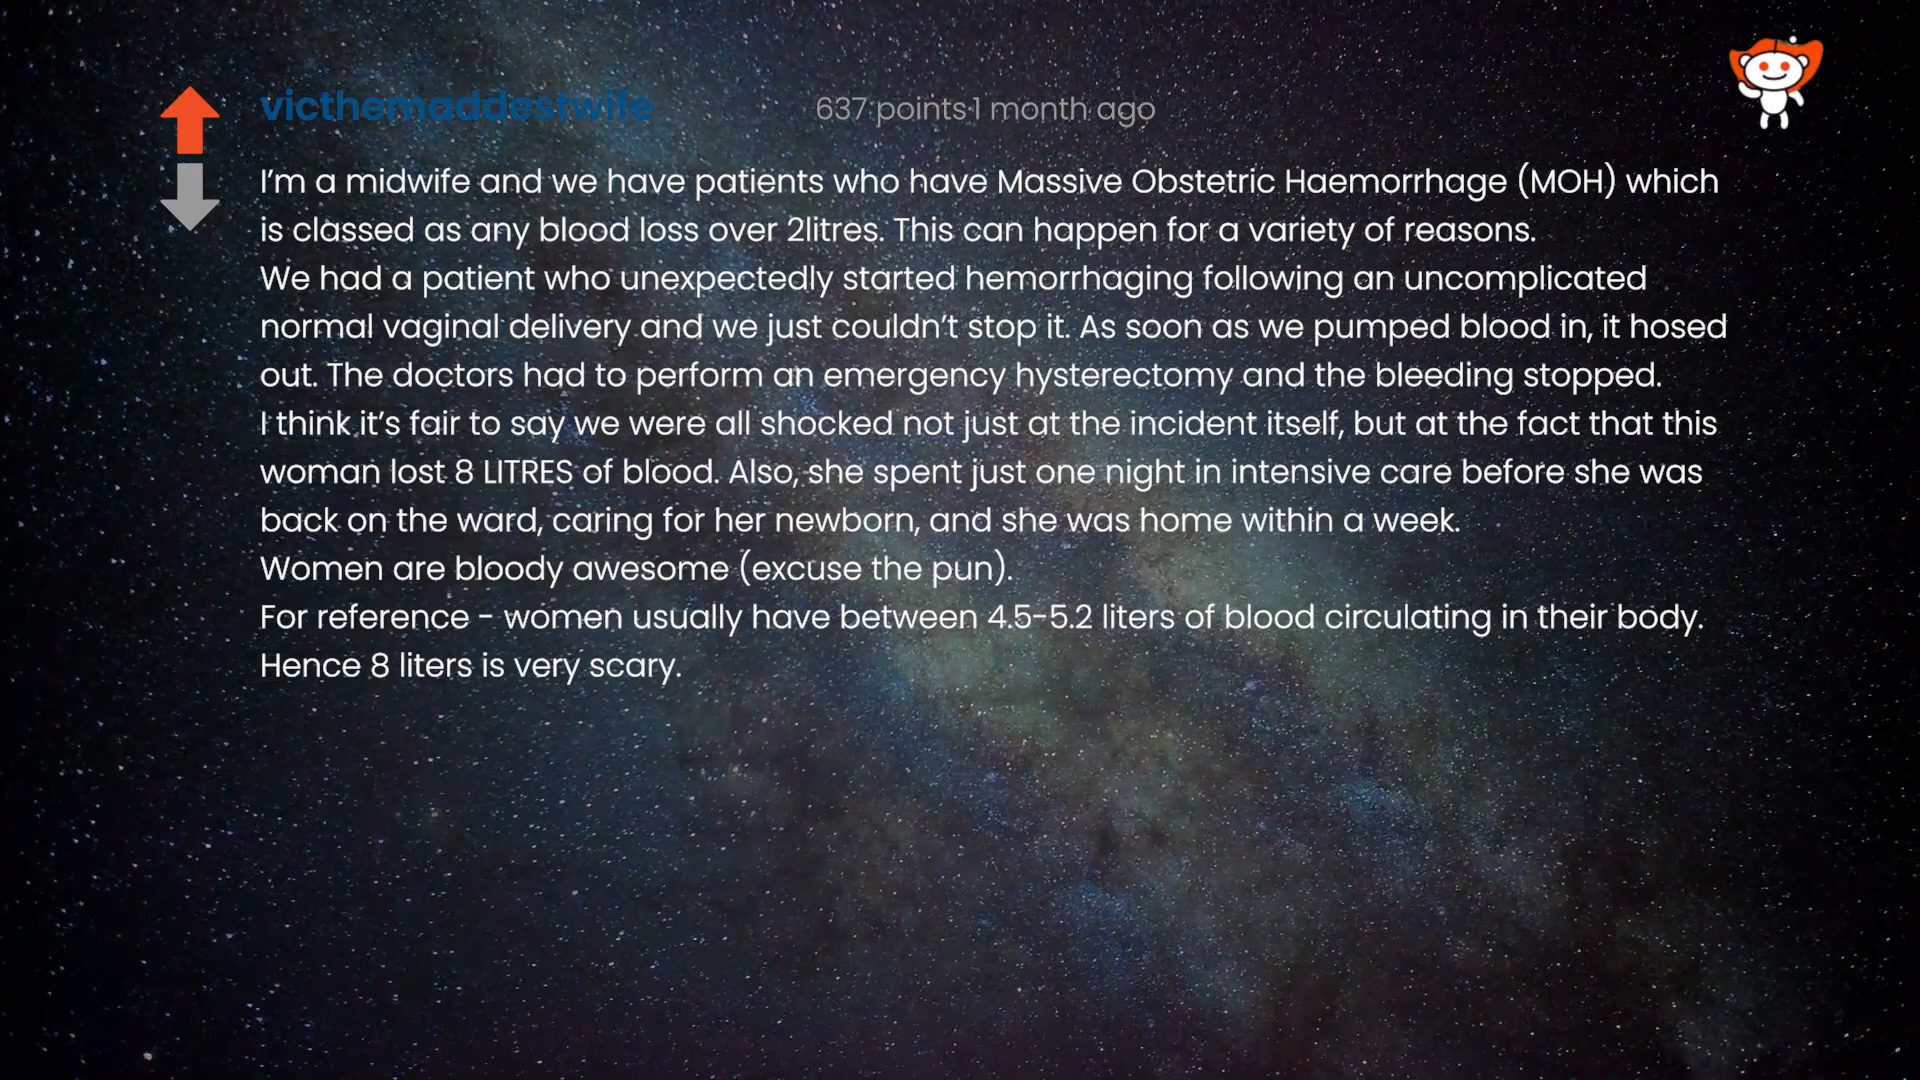 victhemaddestwife 637 points 1 month ago
I'm a midwife and we have patients who have Massive Obstetric Haemorrhage (MOH) which
is classed as any blood loss over 2litres. This can happen for a variety of reasons.
We had a patient who unexpectedly started hemorrhaging following an uncomplicated
normal vaginal delivery and we just couldn't stop it. As soon as we pumped blood in, it hosed
out. The doctors had to perform an emergency hysterectomy and the bleeding stopped.
I think it's fair to say we were all shocked not just at the incident itself, but at the fact that this
woman lost 8 LITRES of blood. Also, she spent just one night in intensive care before she was
back on the ward, caring for her newborn, and she was home within a week.
Women are bloody awesome (excuse the pun).
For reference - women usually have between 4.5-5.2 liters of blood circulating in their body.
Hence 8 liters is very scary.